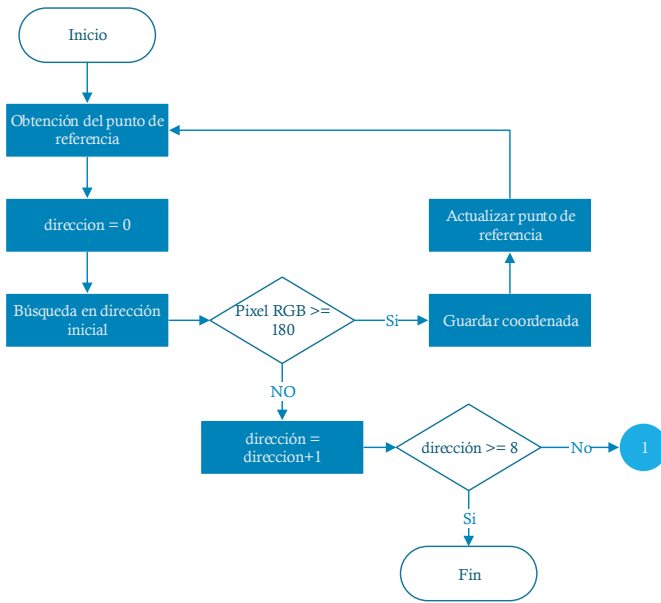 Inicio
Obtención del punto de
referencia
direccion = 0
Actualizar punto de
referencia
Búsqueda en dirección
inicial
Pixel RGB >=
180
Si
Guardar coordenada
NO
dirección =
direccion+1
dirección >= 8
No
1
Si
Fin